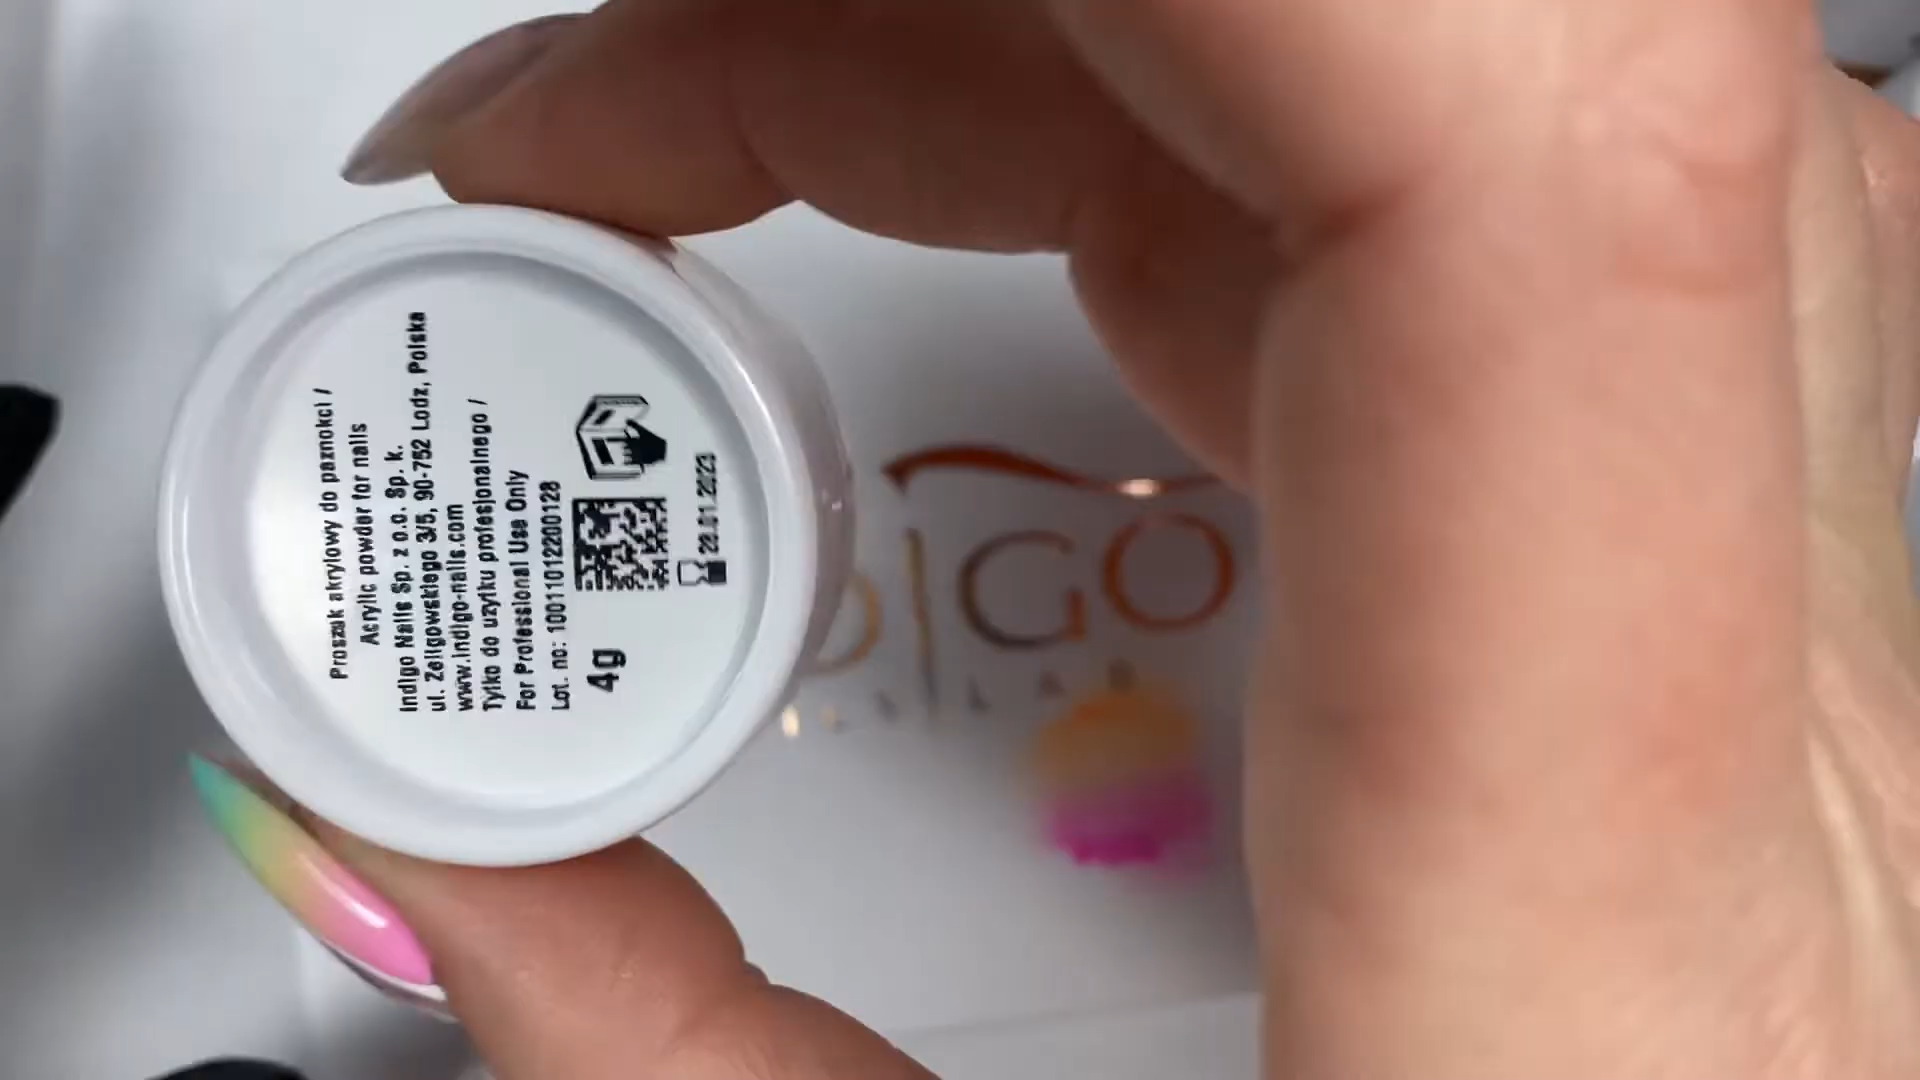 Proszek akrylowy do paznokci /
Acrylic powder for nails
Indigo Nails Sp. z o.o. Sp. k.
ul. Zeligowskiego 3/5, 90-752 Lodz, Polska
www.indigo-nails.com
Tylko do uzytku profesjonalnego /
For Professional Use Only
Lot. no: 10011012200128
4g
28.01.2023
IGO